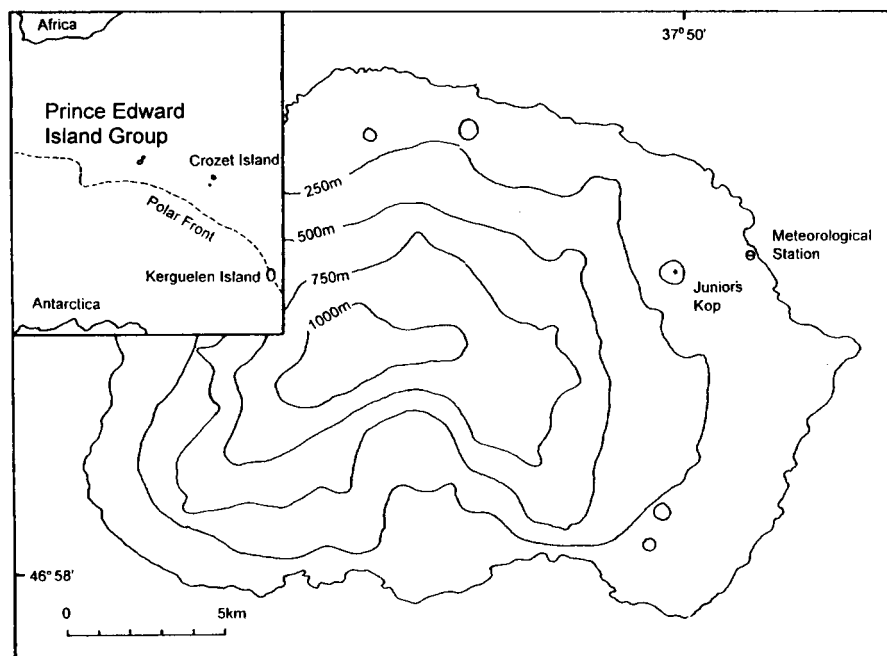 Africa
37° 50'
Prince Edward
Island Group
Crozet Island
250m
Polar Front
500m
Meteorological
Station
Kerguelen Island
750m
Junior's
Kop
Antarctica
1000m
46° 58'
0 5km